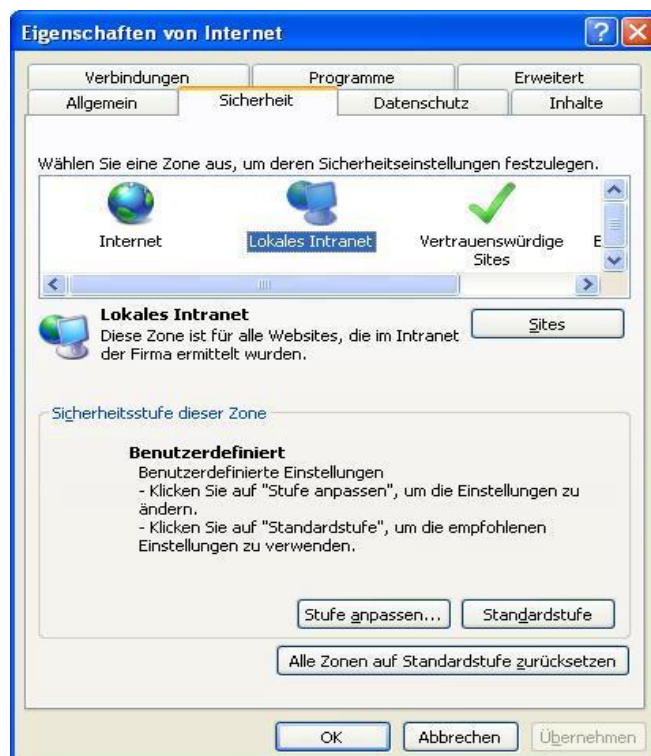 Eigenschaften von Internet
Verbindungen Programme Erweitert
Allgemein Sicherheit Datenschutz Inhalte
Wählen Sie eine Zone aus, um deren Sicherheitseinstellungen festzulegen.
Internet Lokales Intranet Vertrauenswürdige E
Sites
Lokales Intranet
Diese Zone ist für alle Websites, die im Intranet
der Firma ermittelt wurden.
Sites
Sicherheitsstufe dieser Zone
Benutzerdefiniert
Benutzerdefinierte Einstellungen
- Klicken Sie auf "Stufe anpassen", um die Einstellungen zu
ändern.
- Klicken Sie auf "Standardstufe", um die empfohlenen
Einstellungen zu verwenden.
Stufe anpassen... Standardstufe
Alle Zonen auf Standardstufe zurücksetzen
OK Abbrechen Übernehmen